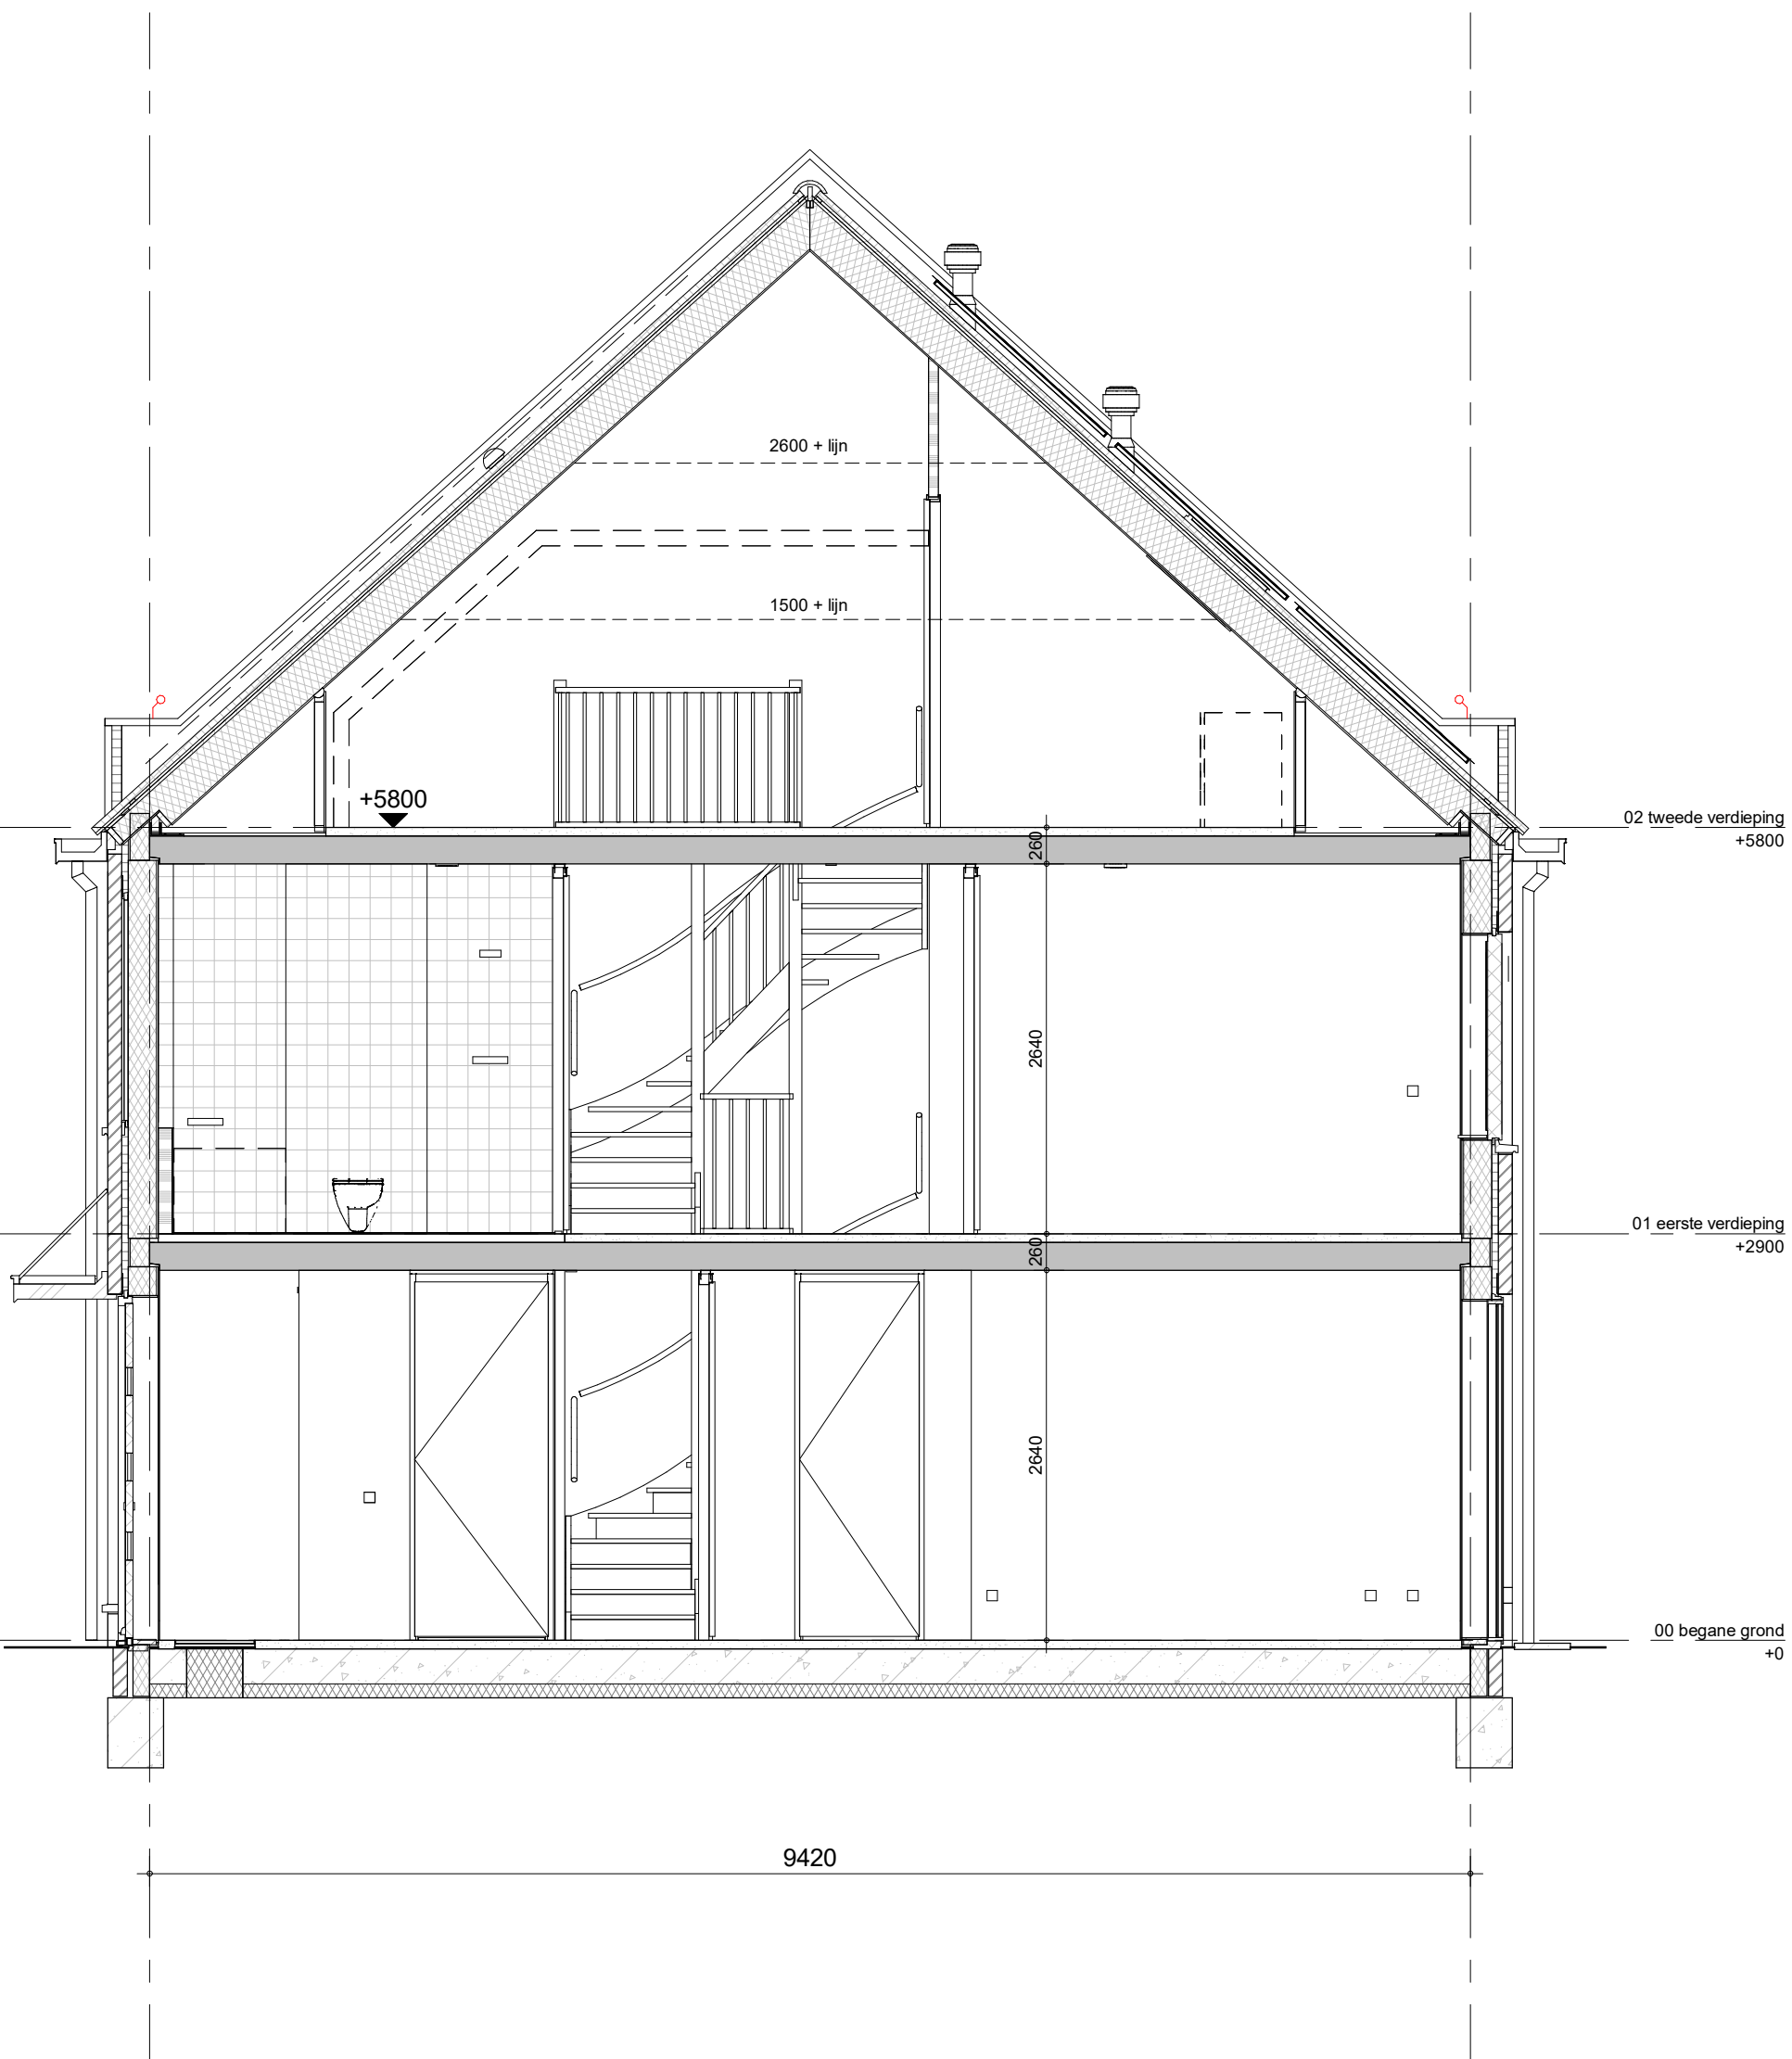 2600 + lijn
1500 + lijn
+5800
02 tweede verdieping
+5800
260
2640
01 eerste verdieping
+2900
260
2640
00 begane grond
+0
9420